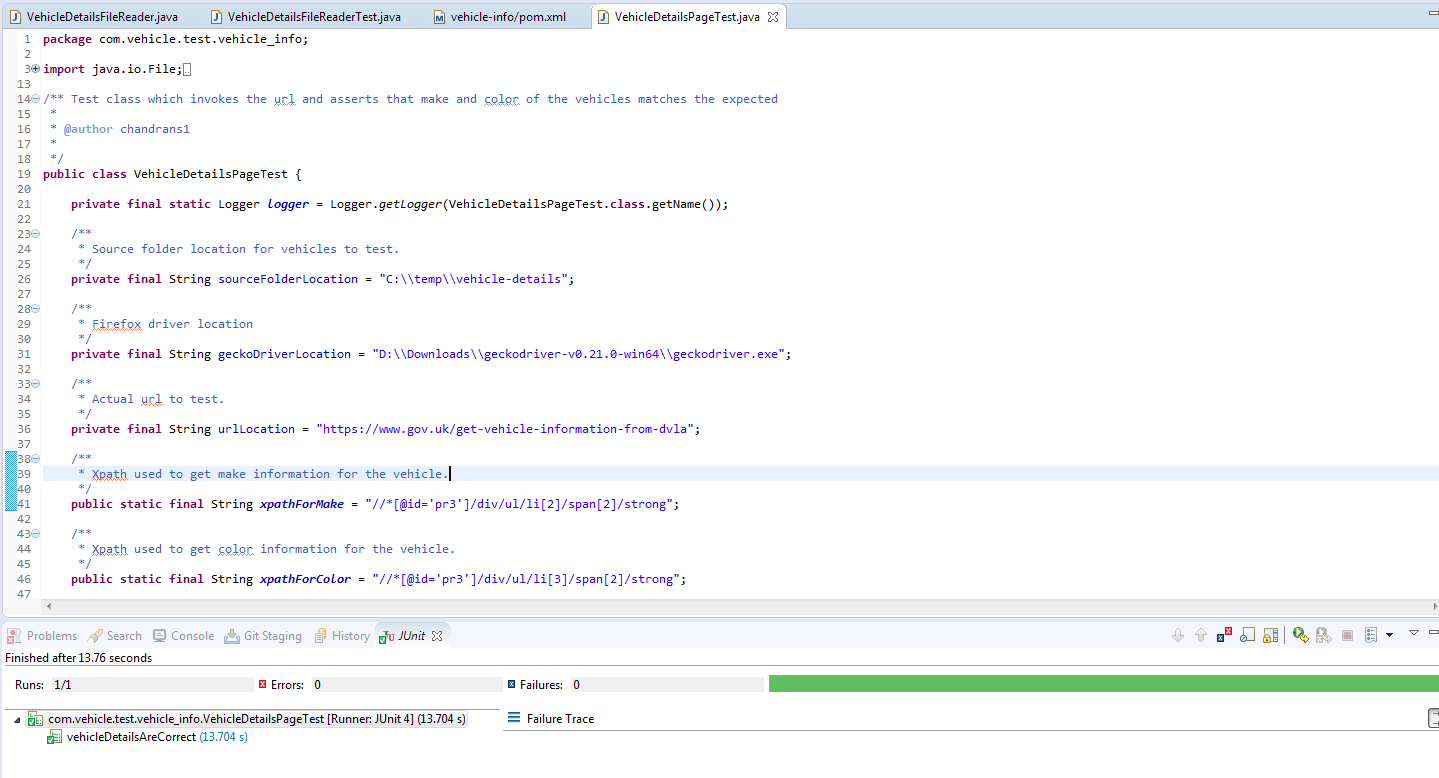 VehicleDetailsFileReader.java VehicleDetailsFileReaderTest.java vehicle-info/pom.xml VehicleDetailsPageTest.java
1 package com.vehicle.test.vehicle_info;
2
3 import java.io.File;
13
14 /** Test class which invokes the url and asserts that make and color of the vehicles matches the expected
15 *
16 * @author chandrans1
17 *
18 */
19 public class VehicleDetailsPageTest {
20
21 private final static Logger logger = Logger.getLogger(VehicleDetailsPageTest.class.getName());
22
23 /**
24 * Source folder location for vehicles to test.
25 */
26 private final String sourceFolderLocation = "C:\\temp\\vehicle-details";
27
28 /**
29 * Firefox driver location
30 */
31 private final String geckoDriverLocation = "D:\\Downloads\\geckodriver-v0.21.0-win64\\geckodriver.exe";
32
33 /**
34 * Actual url to test.
35 */
36 private final String urlLocation = "https://www.gov.uk/get-vehicle-information-from-dvla";
37
38 /**
39 * Xpath used to get make information for the vehicle.
40 */
41 public static final String xpathForMake = "//*[@id='pr3']/div/ul/li[2]/span[2]/strong";
42
43 /**
44 * Xpath used to get color information for the vehicle.
45 */
46 public static final String xpathForColor = "//*[@id='pr3']/div/ul/li[3]/span[2]/strong";
47
Problems Search Console Git Staging History JUnit
Finished after 13.76 seconds
Runs: 1/1 Errors: 0 Failures: 0
com.vehicle.test.vehicle_info.VehicleDetailsPageTest [Runner: JUnit 4] (13.704 s) Failure Trace
vehicleDetailsAreCorrect (13.704 s)